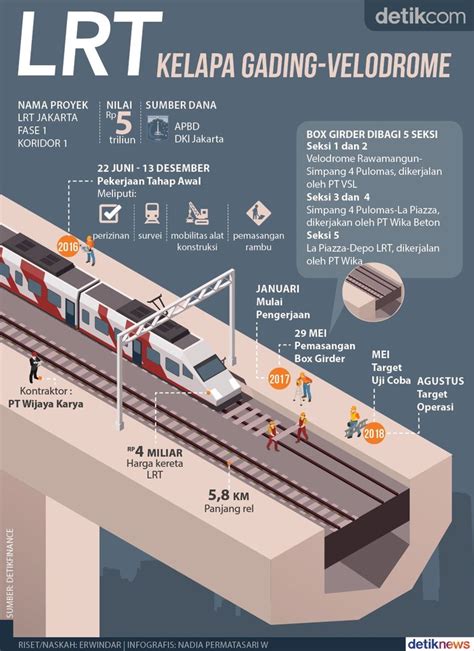 detikcom
LRT KELAPA GADING-VELODROME
NAMA PROYEK
LRT JAKARTA
FASE 1
KORIDOR 1
NILAI
Rp 5
triliun
SUMBER DANA
APBD
DKI Jakarta
22 JUNI - 13 DESEMBER
Pekerjaan Tahap Awal
Meliputi:
perizinan
survei
mobilitas alat
konstruksi
pemasangan
rambu
2016
BOX GIRDER DIBAGI 5 SEKSI
Seksi 1 dan 2
Velodrome Rawamangun-
Simpang 4 Pulomas, dikerjalan
oleh PT VSL
Seksi 3 dan 4
Simpang 4 Pulomas-La Piazza,
dikerjakan oleh PT Wika Beton
Seksi 5
La Piazza-Depo LRT, dikerjalan
oleh PT Wika
JANUARI
Mulai
Pengerjaan
2017
29 MEI
Pemasangan
Box Girder
MEI
Target
Uji Coba
2018
AGUSTUS
Target
Operasi
Kontraktor :
PT Wijaya Karya
Rp 4 MILIAR
Harga kereta
LRT
5,8 KM
Panjang rel
SUMBER: DETIKFINANCE
RISET/NASKAH: ERWINDAR | INFOGRAFIS: NADIA PERMATASARI W
detiknews